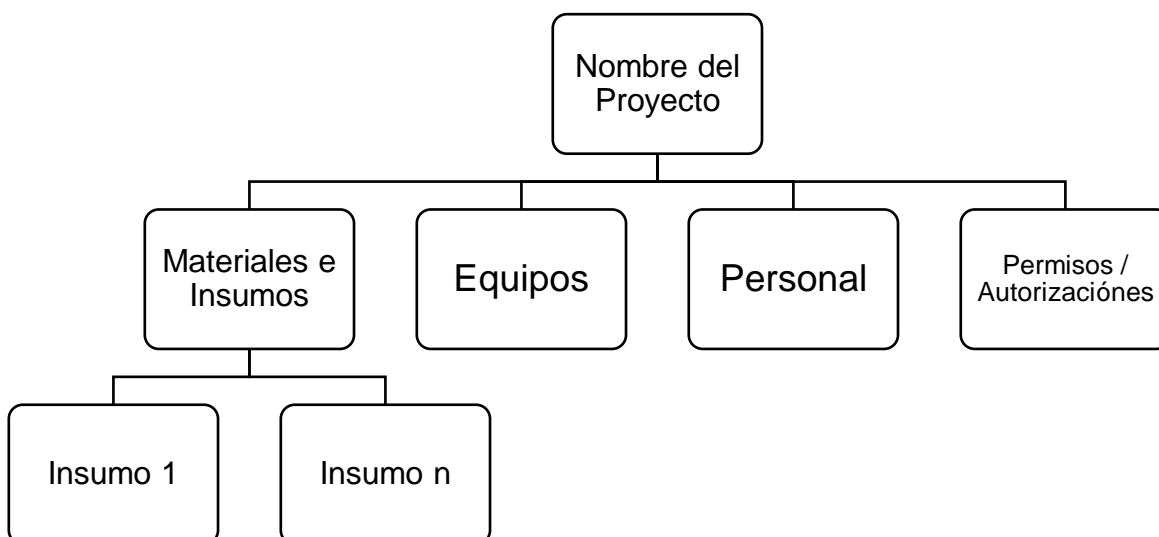 Nombre del
Proyecto
Materiales e
Insumos
Equipos
Personal
Permisos /
Autorizaciónes
Insumo 1
Insumo n